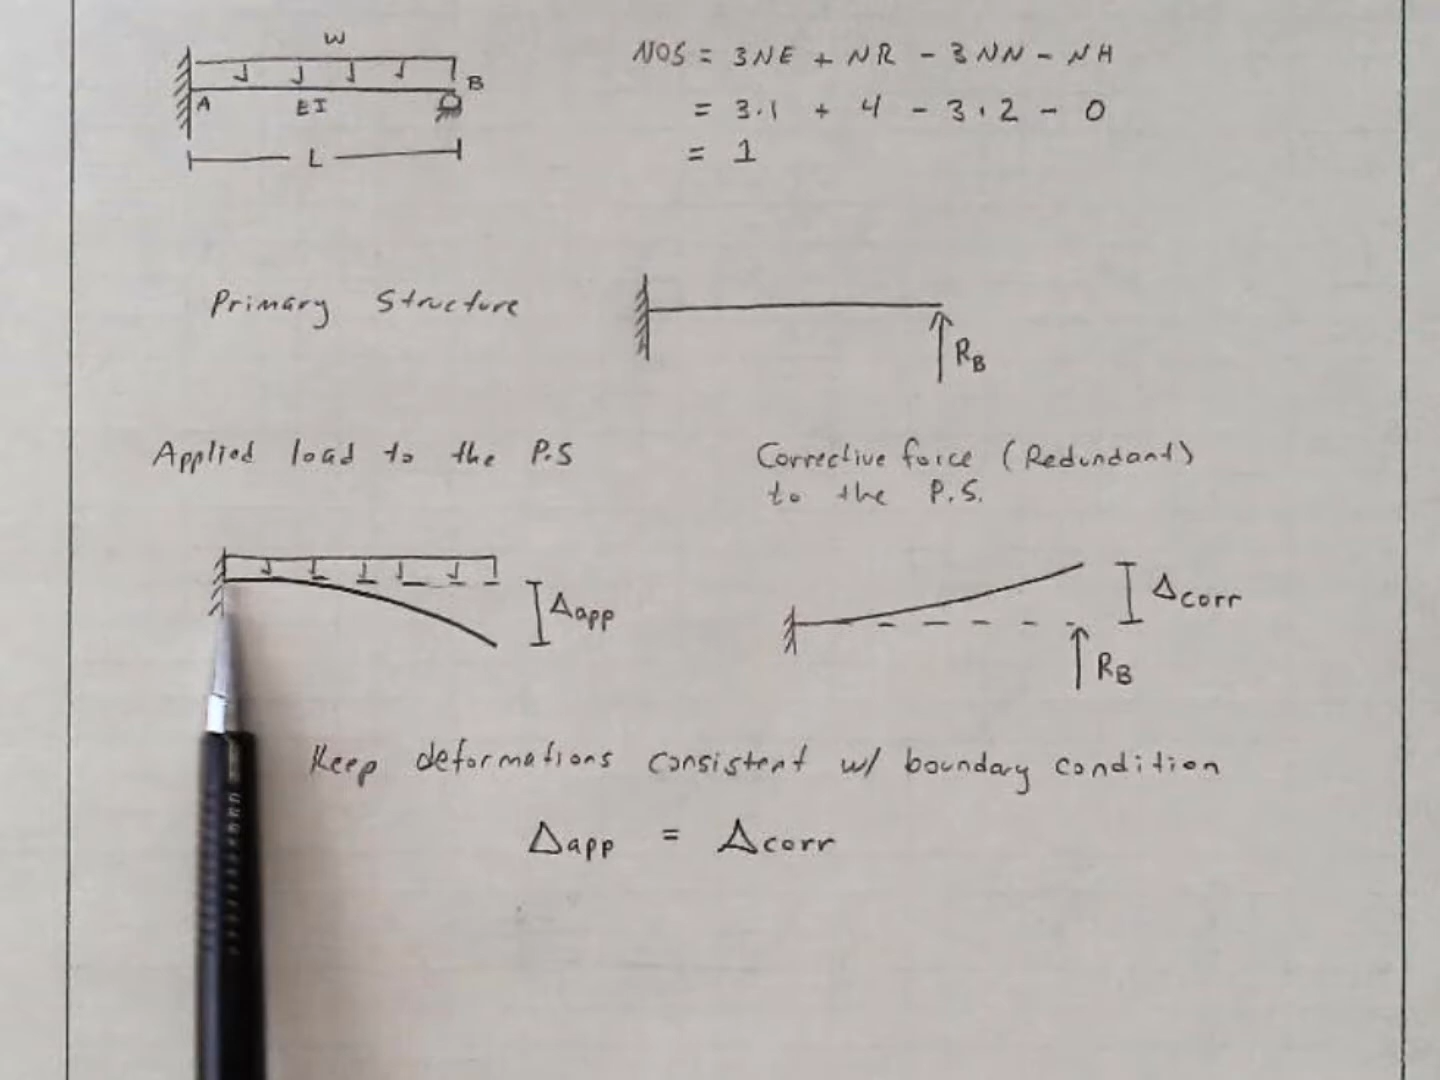 w
NOS = 3NE + NR - 3NN - NH
B
A EI
= 3·1 + 4 - 3·2 - 0
L
= 1
Primary Structure
RB
Applied load to the P.S
Corrective force (Redundant)
to the P.S.
Δapp
Δcorr
RB
Keep deformations consistent w/ boundary condition
Δapp = Δcorr